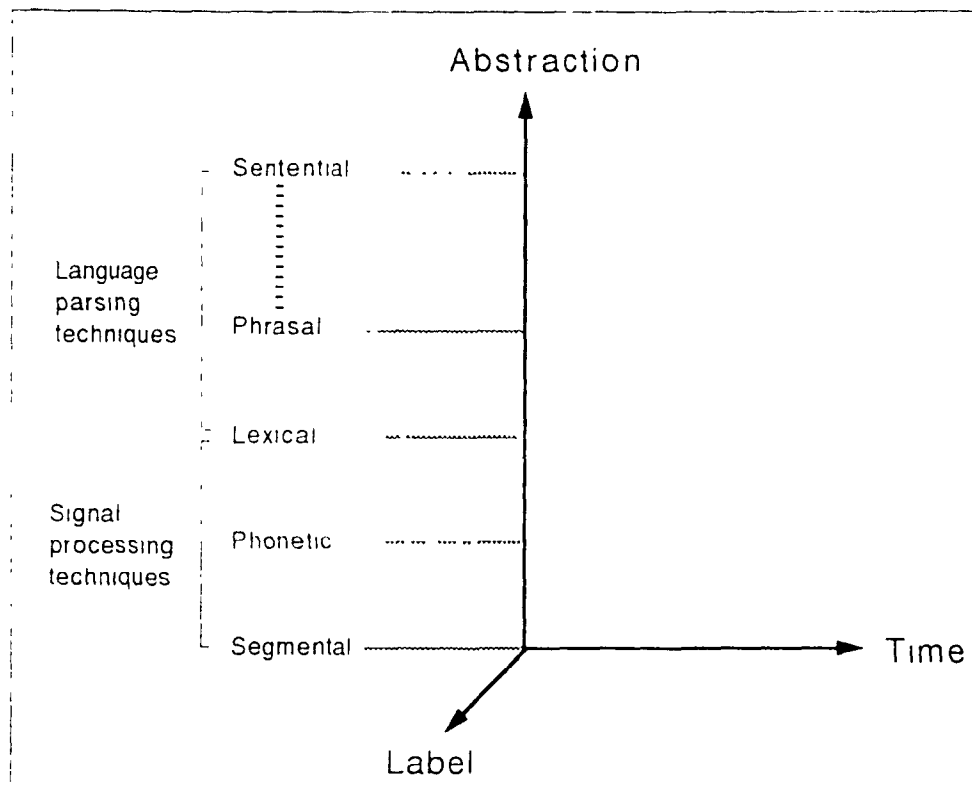 Abstraction
Sentential
Language
parsing
techniques
Phrasal
Lexical
Signal
processing
techniques
Phonetic
Segmental
Time
Label